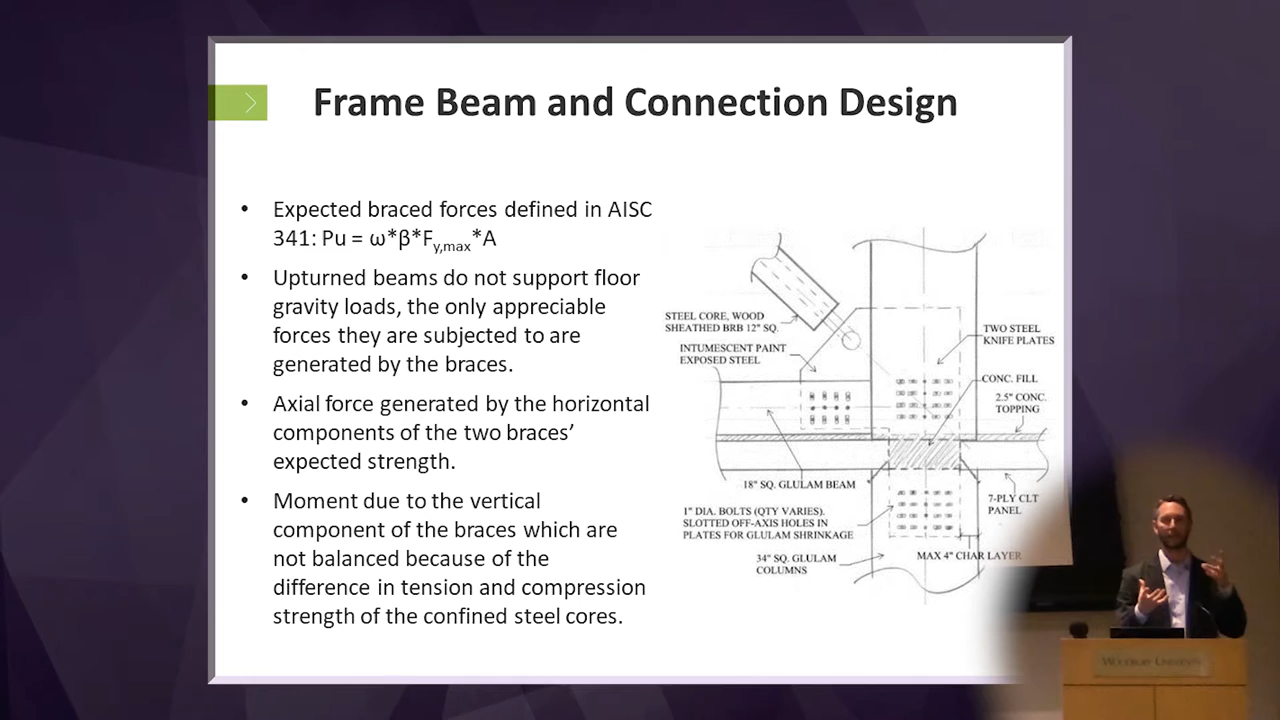 Frame Beam and Connection Design
• Expected braced forces defined in AISC
341: Pu = ω*β*Fy,max*A
• Upturned beams do not support floor
gravity loads, the only appreciable
forces they are subjected to are
generated by the braces.
• Axial force generated by the horizontal
components of the two braces’
expected strength.
• Moment due to the vertical
component of the braces which are
not balanced because of the
difference in tension and compression
strength of the confined steel cores.
STEEL CORE, WOOD
SHEATHED BRB 12" SQ.
INTUMESCENT PAINT
EXPOSED STEEL
TWO STEEL
KNIFE PLATES
CONC. FILL
2.5" CONC.
TOPPING
18" SQ. GLULAM BEAM
7-PLY CLT
PANEL
1" DIA. BOLTS (QTY VARIES).
SLOTTED OFF-AXIS HOLES IN
PLATES FOR GLULAM SHRINKAGE
MAX 4" CHAR LAYER
34" SQ. GLULAM
COLUMNS
WOODBURY UNIVERSITY